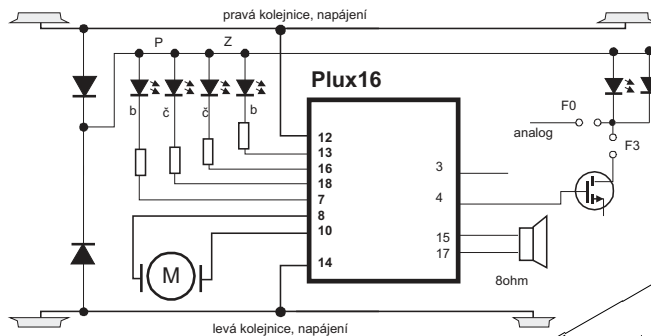 pravá kolejnice, napájení
P Z
Plux16
b č č b
F0
analog
F3
12
13
16
18
7
8
10
14
3
4
15
17
M
8ohm
levá kolejnice, napájení